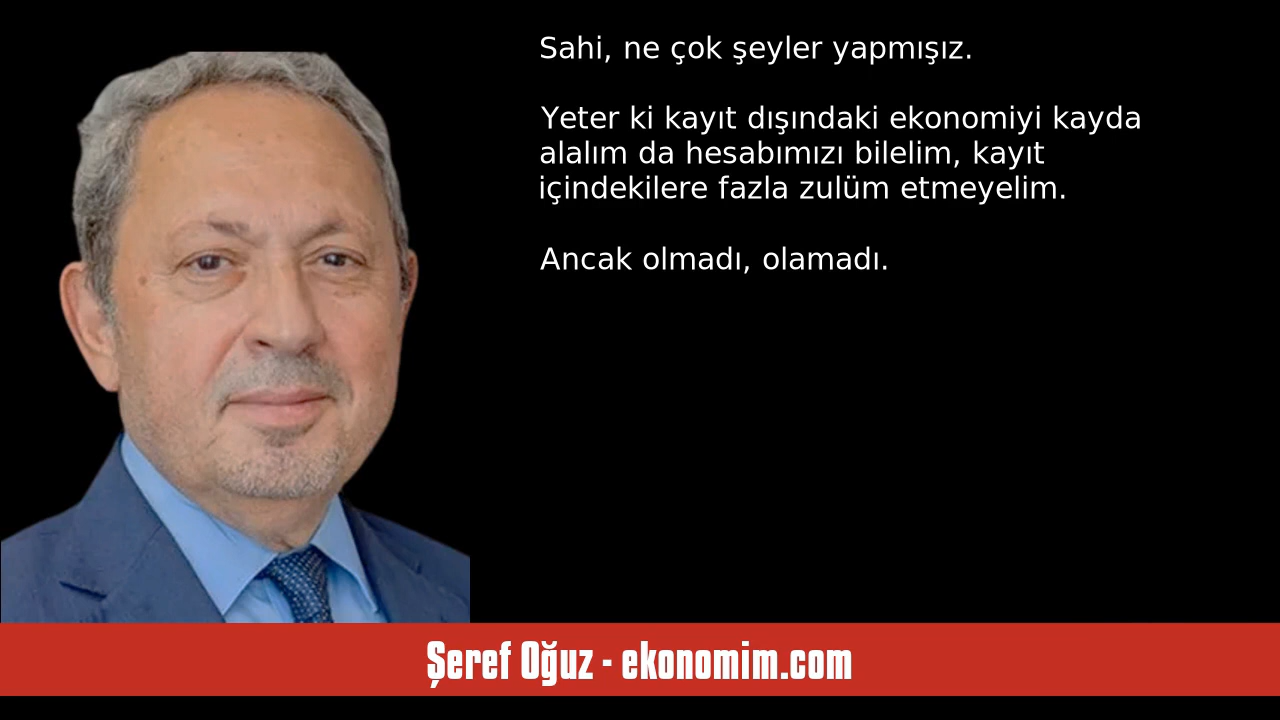 Sahi, ne çok şeyler yapmışız.
Yeter ki kayıt dışındaki ekonomiyi kayda
alalım da hesabımızı bilelim, kayıt
içindekilere fazla zulüm etmeyelim.
Ancak olmadı, olamadı.
Şeref Oğuz - ekonomim.com